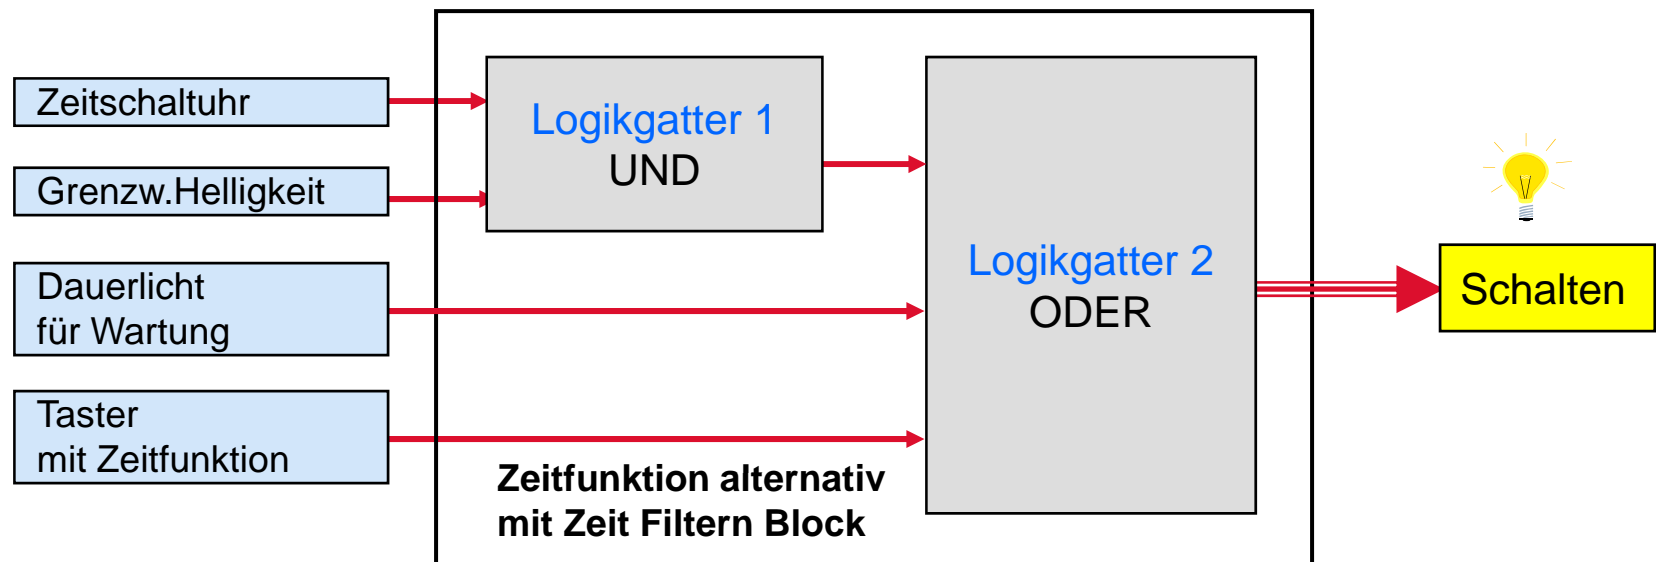 Zeitschaltuhr
Grenzw.Helligkeit
Dauerlicht
für Wartung
Taster
mit Zeitfunktion
Logikgatter 1
UND
Zeitfunktion alternativ
mit Zeit Filtern Block
Logikgatter 2
ODER
Schalten